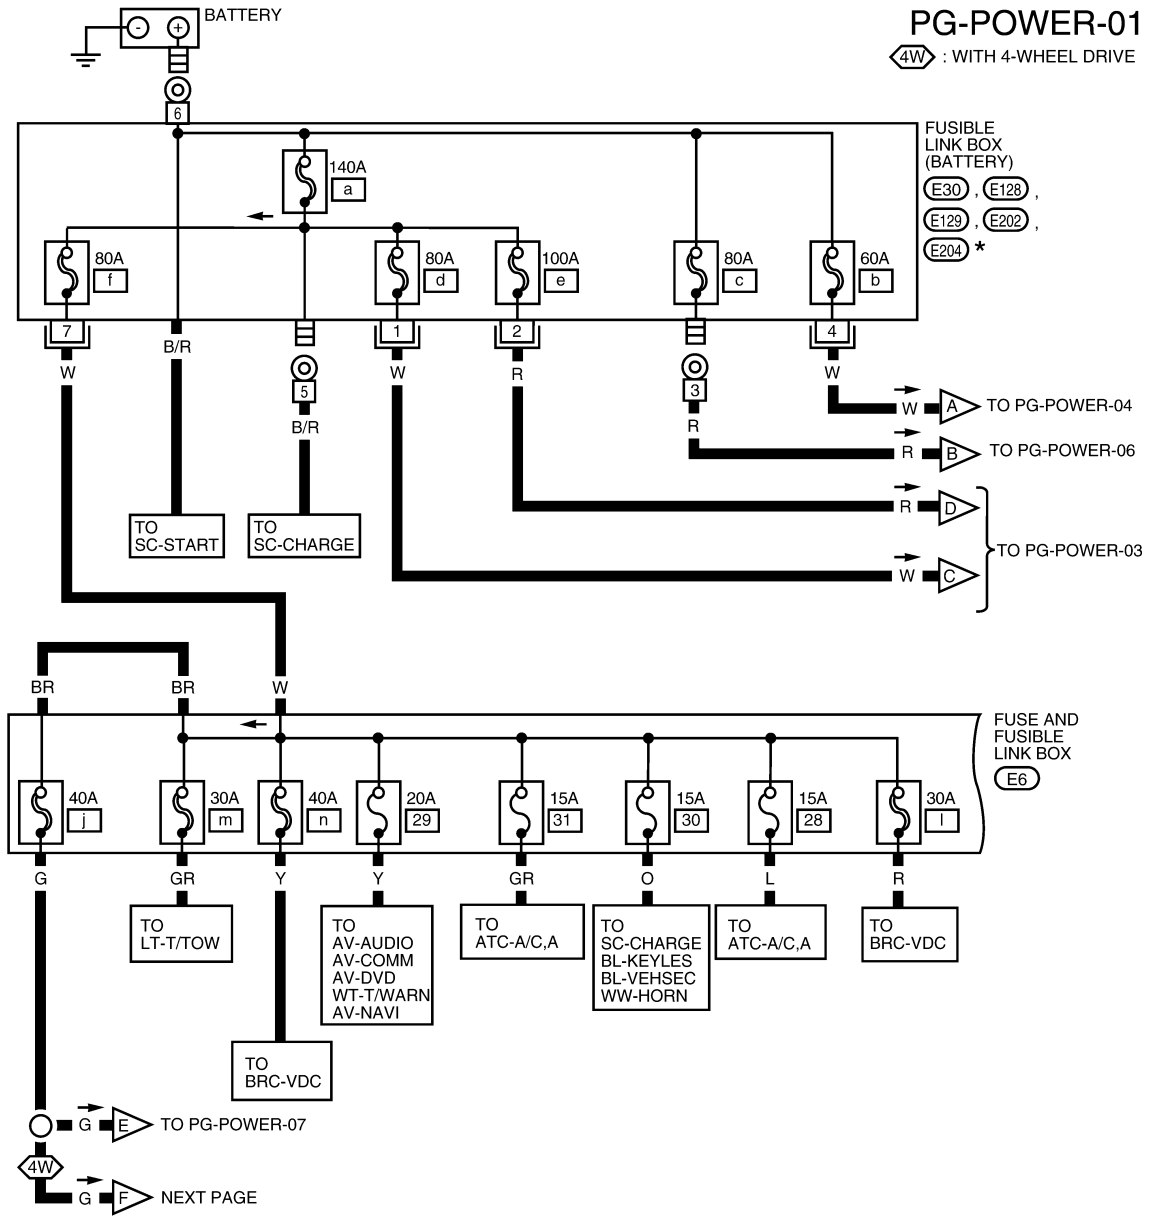 BATTERY
PG-POWER-01
- +
4W : WITH 4-WHEEL DRIVE
6
FUSIBLE
LINK BOX
(BATTERY)
E30 , E128 ,
E129 , E202 ,
E204 *
140A
a
80A
f
80A
d
100A
e
80A
c
60A
b
7
1
2
4
B/R
W
5
W
R
3
W
B/R
R
W A TO PG-POWER-04
R B TO PG-POWER-06
R D
TO PG-POWER-03
W C
TO
SC-START
TO
SC-CHARGE
BR
BR
W
FUSE AND
FUSIBLE
LINK BOX
E6
40A
j
30A
m
40A
n
20A
29
15A
31
15A
30
15A
28
30A
l
G
GR
Y
Y
GR
O
L
R
TO
LT-T/TOW
TO
AV-AUDIO
AV-COMM
AV-DVD
WT-T/WARN
AV-NAVI
TO
ATC-A/C,A
TO
SC-CHARGE
BL-KEYLES
BL-VEHSEC
WW-HORN
TO
ATC-A/C,A
TO
BRC-VDC
TO
BRC-VDC
G E TO PG-POWER-07
4W
G F NEXT PAGE